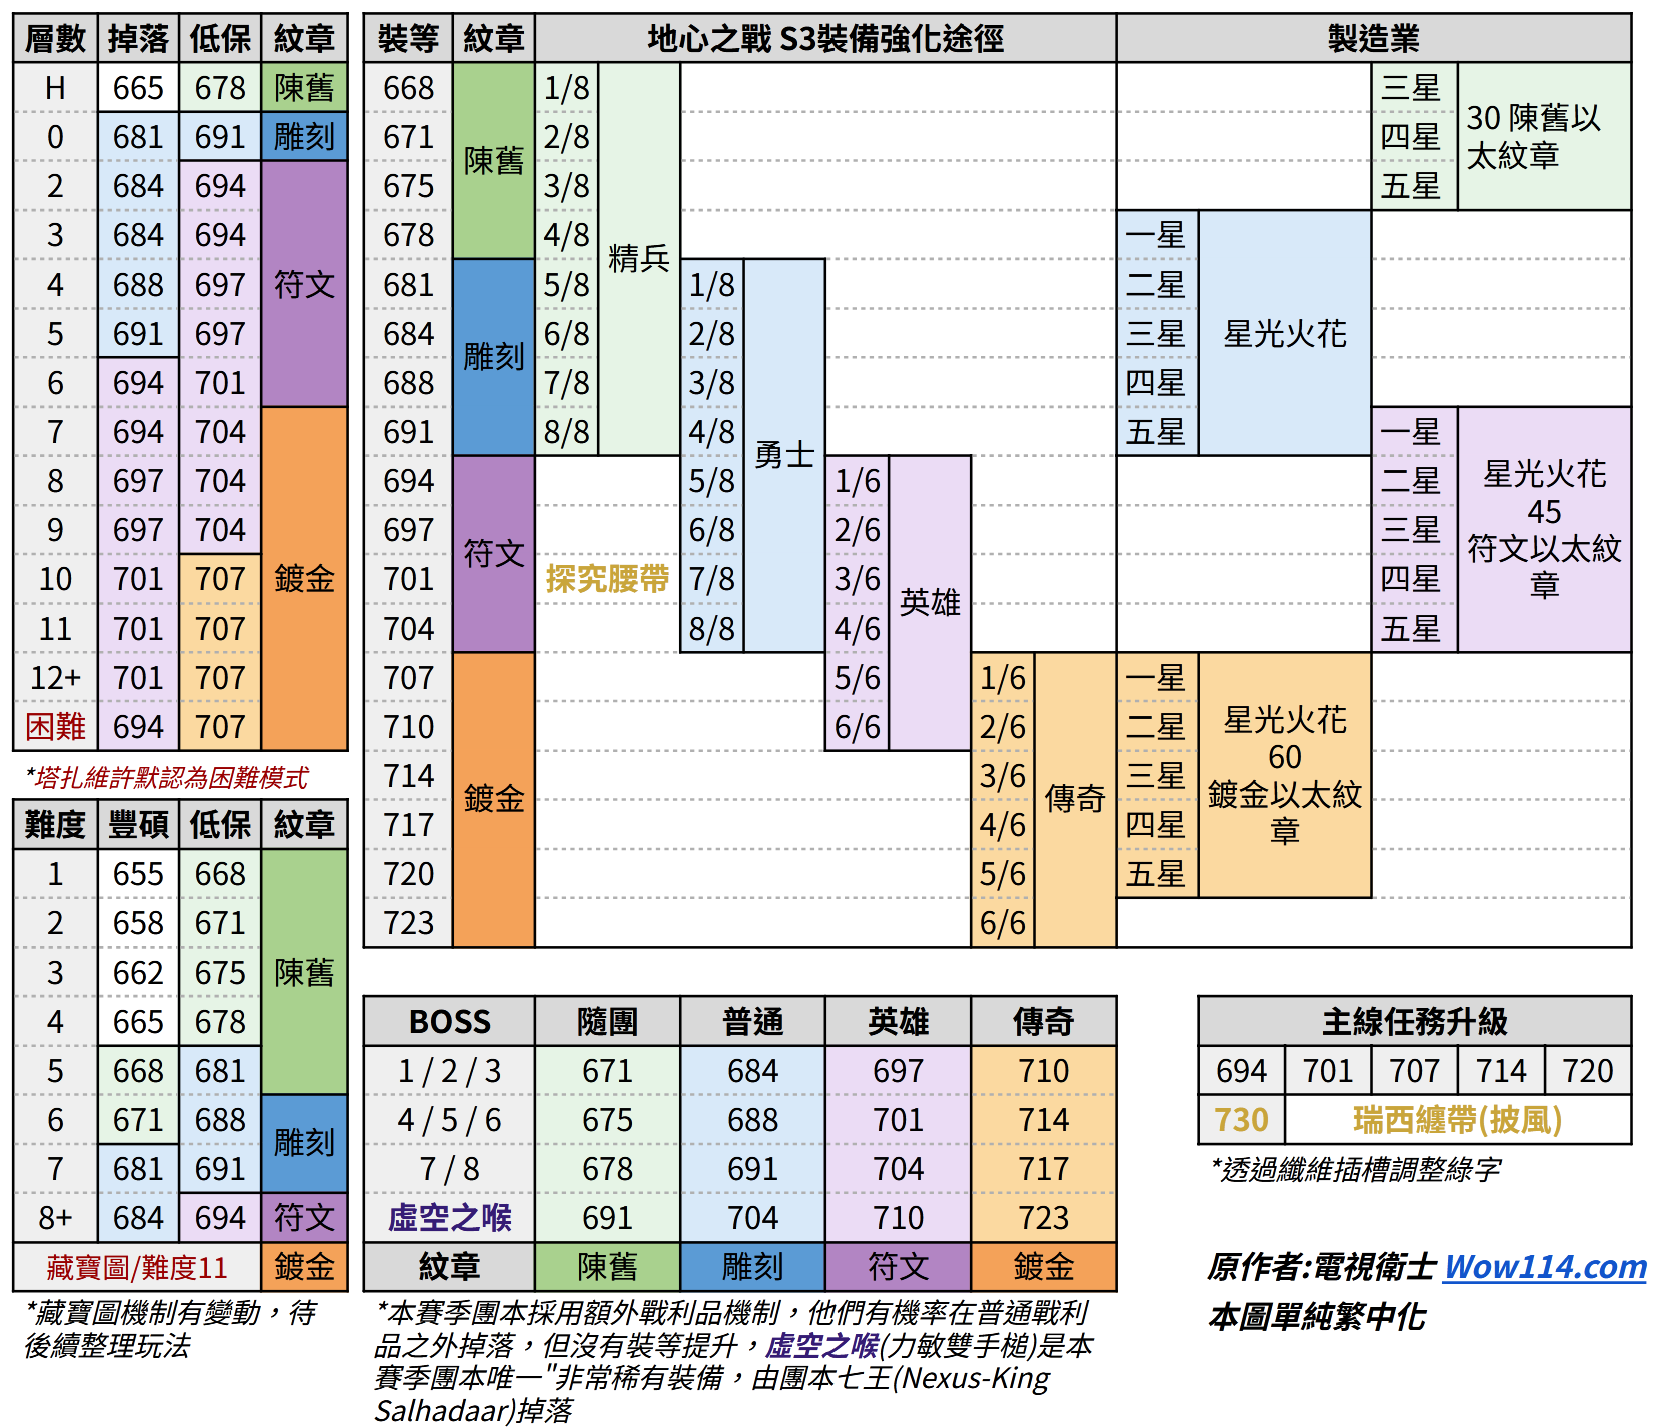 層數 掉落 低保 紋章
H 665 678 陳舊
0 681 691 雕刻
2 684 694
3 684 694
4 688 697 符文
5 691 697
6 694 701
7 694 704
8 697 704
9 697 704
10 701 707 鍍金
11 701 707
12+ 701 707
困難 694 707
*塔扎維許默認為困難模式
難度 豐碩 低保 紋章
1 655 668
2 658 671
3 662 675 陳舊
4 665 678
5 668 681
6 671 688 雕刻
7 681 691
8+ 684 694 符文
藏寶圖/難度11 鍍金
*藏寶圖機制有變動，待
後續整理玩法
裝等 紋章 地心之戰 S3裝備強化途徑 製造業
668 1/8 三星
671 陳舊 2/8 四星 30 陳舊以
太紋章
675 3/8 五星
678 4/8 精兵 一星
681 5/8 1/8 二星
684 雕刻 6/8 2/8 三星 星光火花
688 7/8 3/8 四星
691 8/8 4/8 勇士 五星 一星
694 5/8 1/6 二星 星光火花
697 符文 6/8 2/6 三星 45
符文以太紋
701 探究腰帶 7/8 3/6 英雄 四星 章
704 8/8 4/6 五星
707 5/6 1/6 一星
710 6/6 2/6 二星 星光火花
714 鍍金 3/6 傳奇 三星 60
鍍金以太紋
717 4/6 四星 章
720 5/6 五星
723 6/6
BOSS 隨團 普通 英雄 傳奇
1 / 2 / 3 671 684 697 710
4 / 5 / 6 675 688 701 714
7 / 8 678 691 704 717
虛空之喉 691 704 710 723
紋章 陳舊 雕刻 符文 鍍金
*本賽季團本採用額外戰利品機制，他們有機率在普通戰利
品之外掉落，但沒有裝等提升，虛空之喉(力敏雙手槌)是本
賽季團本唯一"非常稀有裝備，由團本七王(Nexus-King
Salhadaar)掉落
主線任務升級
694 701 707 714 720
730 瑞西纏帶(披風)
*透過纖維插槽調整綠字
原作者:電視衛士 Wow114.com
本圖單純繁中化